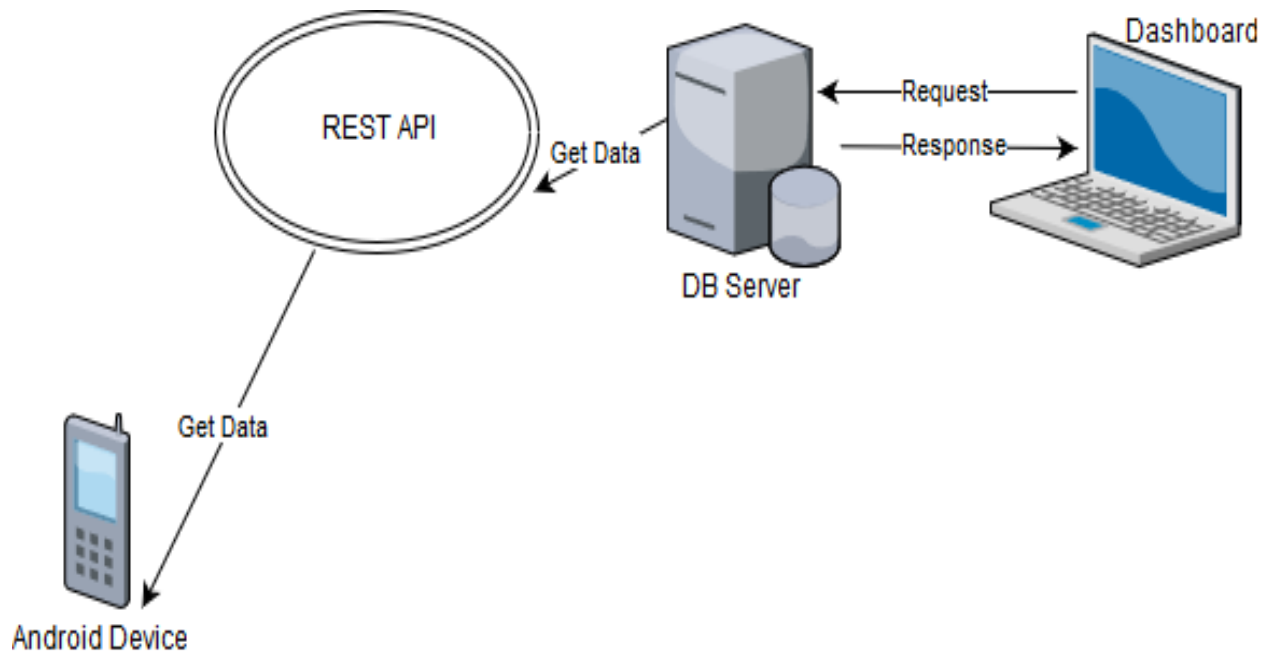 Dashboard
REST API
Request
Get Data
Response
DB Server
Get Data
Android Device